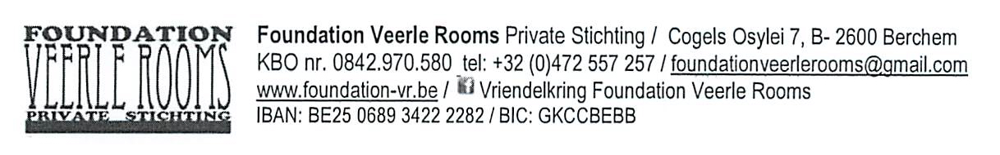 FOUNDATION
VEERLE ROOMS
PRIVATE STICHTING
Foundation Veerle Rooms Private Stichting / Cogels Osylei 7, B- 2600 Berchem
KBO nr. 0842.970.580 tel: +32 (0)472 557 257 / foundationveerlerooms@gmail.com
www.foundation-vr.be / f Vriendelkring Foundation Veerle Rooms
IBAN: BE25 0689 3422 2282 / BIC: GKCCBEBB